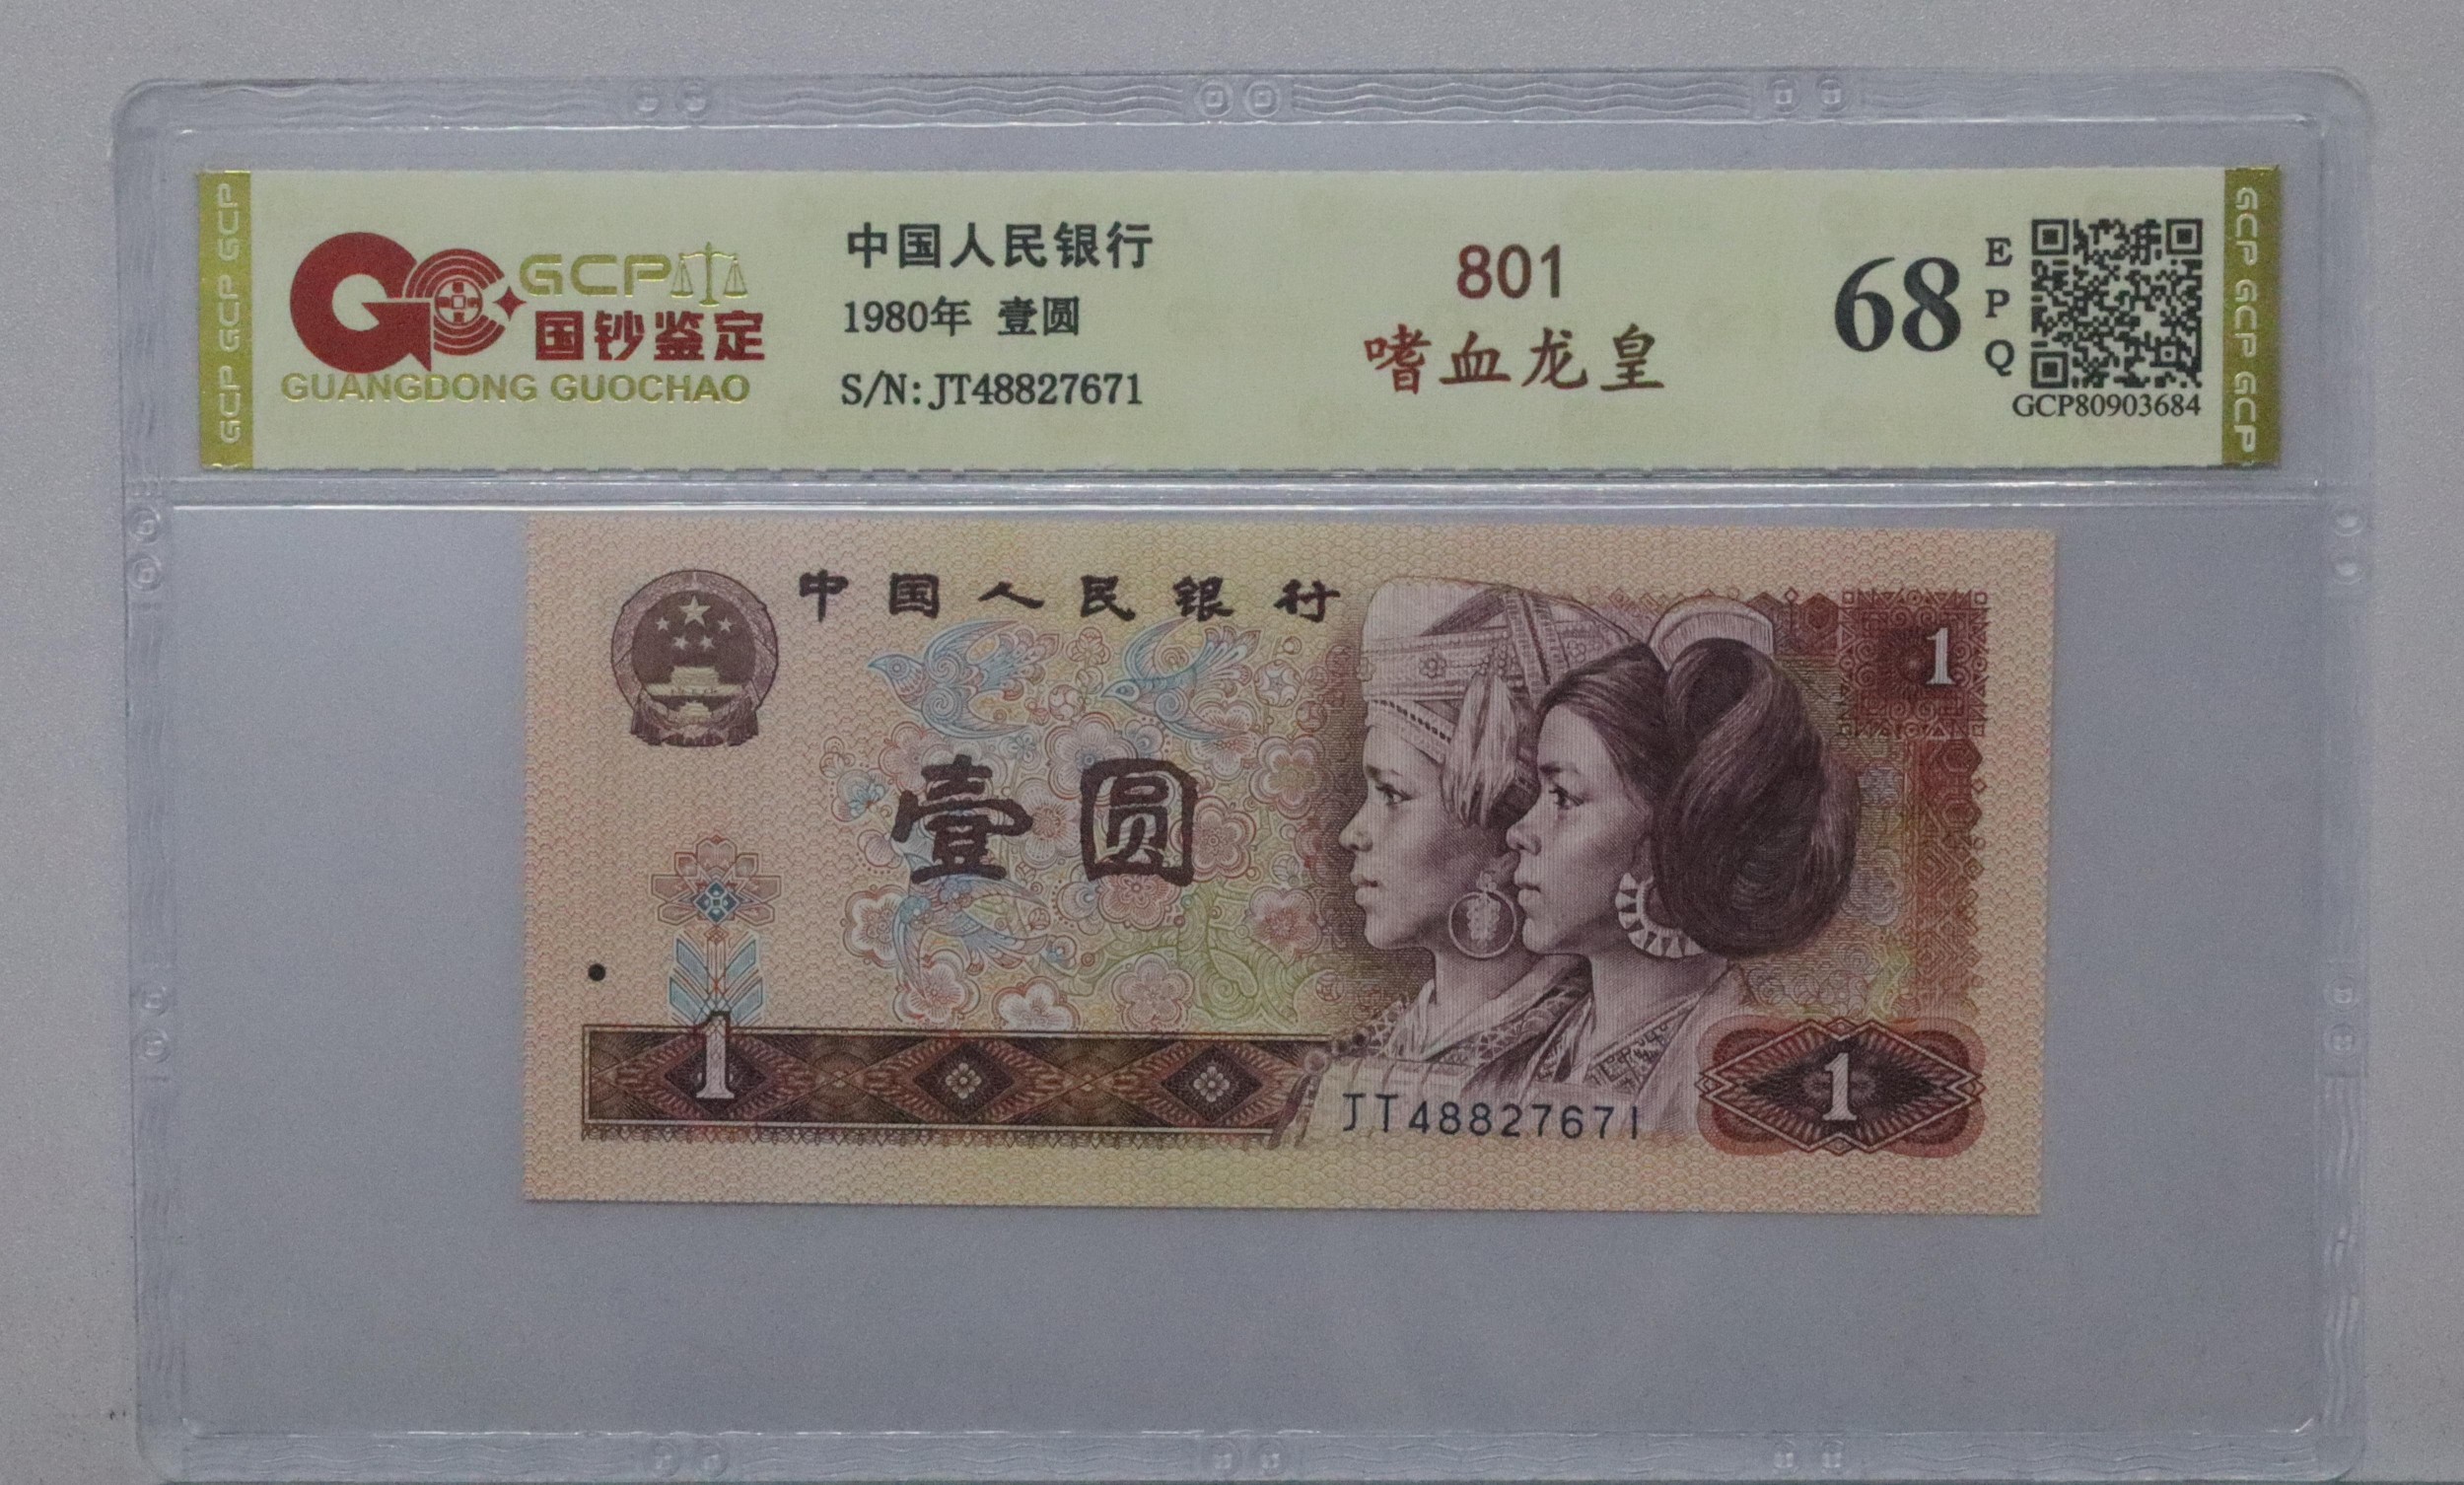 GCP GCP GCP
GCP
国钞鉴定
GUANGDONG GUOCHAO
中国人民银行
1980年 壹圆
S/N: JT48827671
801
嗜血龙皇
68
E
P
Q
GCP80903684
GCP GCP GCP
中国人民银行
1
壹圆
1
JT48827671
1